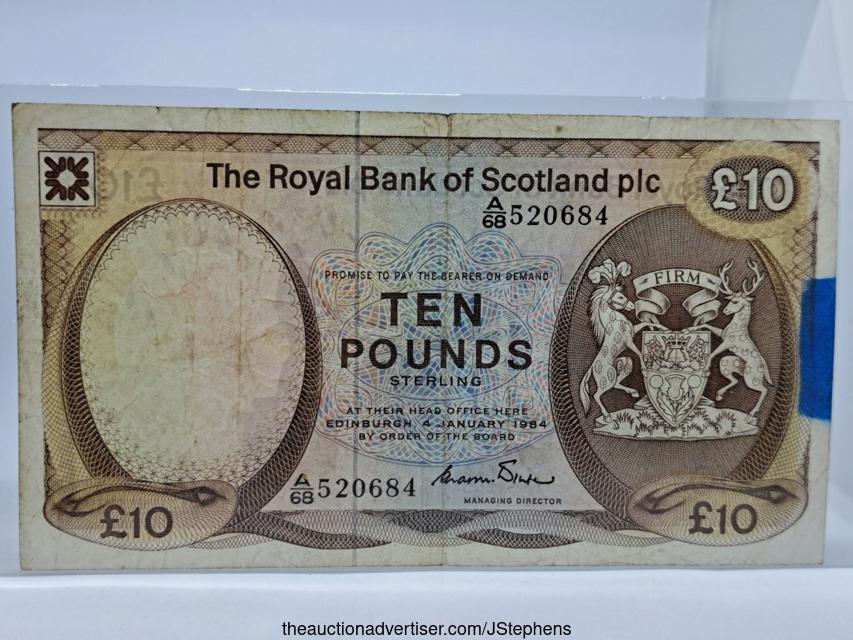 The Royal Bank of Scotland plc
£10
A/68 520684
FIRM
PROMISE TO PAY THE BEARER ON DEMAND
TEN
POUNDS
STERLING
AT THEIR HEAD OFFICE HERE
EDINBURGH, 4 JANUARY 1984
BY ORDER OF THE BOARD
A/68 520684
MANAGING DIRECTOR
£10
£10
theauctionadvertiser.com/JStephens